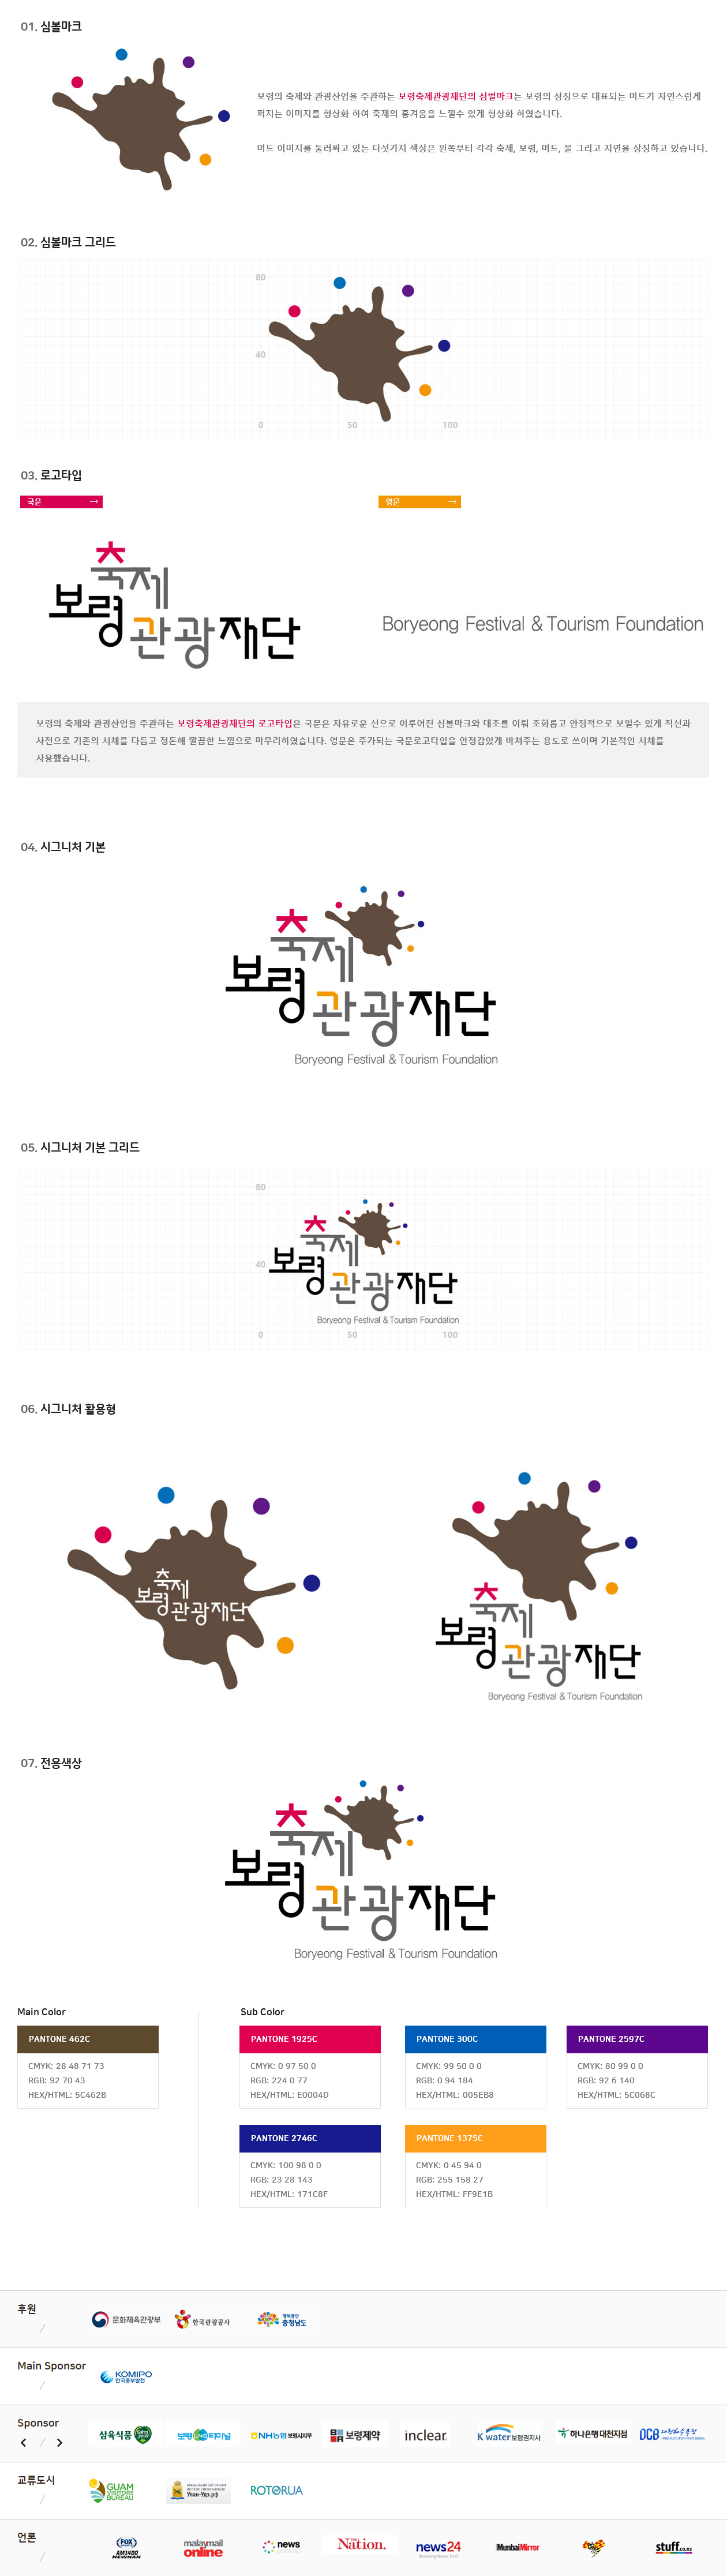 01. 심볼마크
보령의 축제와 관광산업을 주관하는 보령축제관광재단의 심벌마크는 보령의 상징으로 대표되는 머드가 자연스럽게
퍼지는 이미지를 형상화 하여 축제의 흥겨움을 느낄수 있게 형상화 하였습니다.
머드 이미지를 둘러싸고 있는 다섯가지 색상은 왼쪽부터 각각 축제, 보령, 머드, 물 그리고 자연을 상징하고 있습니다.
02. 심볼마크 그리드
80
40
0 50 100
03. 로고타입
국문 →
영문 →
축제
보령
관광재단
Boryeong Festival & Tourism Foundation
보령의 축제와 관광산업을 주관하는 보령축제관광재단의 로고타입은 국문은 자유로운 선으로 이루어진 심볼마크와 대조를 이뤄 조화롭고 안정적으로 보일수 있게 직선과
사전으로 기존의 서체를 다듬고 정돈해 깔끔한 느낌으로 마무리하였습니다. 영문은 주가되는 국문로고타입을 안정감있게 바쳐주는 용도로 쓰이며 기본적인 서체를
사용했습니다.
04. 시그니처 기본
축제
보령
관광재단
Boryeong Festival & Tourism Foundation
05. 시그니처 기본 그리드
80
축제
40
보령
관광재단
Boryeong Festival & Tourism Foundation
0 50 100
06. 시그니처 활용형
축제
보령
관광재단
축제
보령
관광재단
Boryeong Festival & Tourism Foundation
07. 전용색상
축제
보령
관광재단
Boryeong Festival & Tourism Foundation
Main Color
PANTONE 462C
CMYK: 28 48 71 73
RGB: 92 70 43
HEX/HTML: 5C462B
Sub Color
PANTONE 1925C
CMYK: 0 97 50 0
RGB: 224 0 77
HEX/HTML: E0004D
PANTONE 300C
CMYK: 99 50 0 0
RGB: 0 94 184
HEX/HTML: 005EB8
PANTONE 2597C
CMYK: 80 99 0 0
RGB: 92 6 140
HEX/HTML: 5C068C
PANTONE 2746C
CMYK: 100 98 0 0
RGB: 23 28 143
HEX/HTML: 171C8F
PANTONE 1375C
CMYK: 0 45 94 0
RGB: 255 158 27
HEX/HTML: FF9E1B
후원
문화체육관광부
한국관광공사
충청남도
Main Sponsor
KOMIPO
한국중부발전
Sponsor
삼육식품
보령 터미널
NH농협 보령시지부
보령제약
inclear
K water 보령권지사
하나은행 대천지점
OCB
교류도시
GUAM
VISITORS
BUREAU
Улан-Удэ.рф
ROTORUA
언론
FOX
AM1400
NEWNAN
malaymail
online
news
Nation.
news24
Breaking News. First.
MumbaiMirror
stuff.co.nz